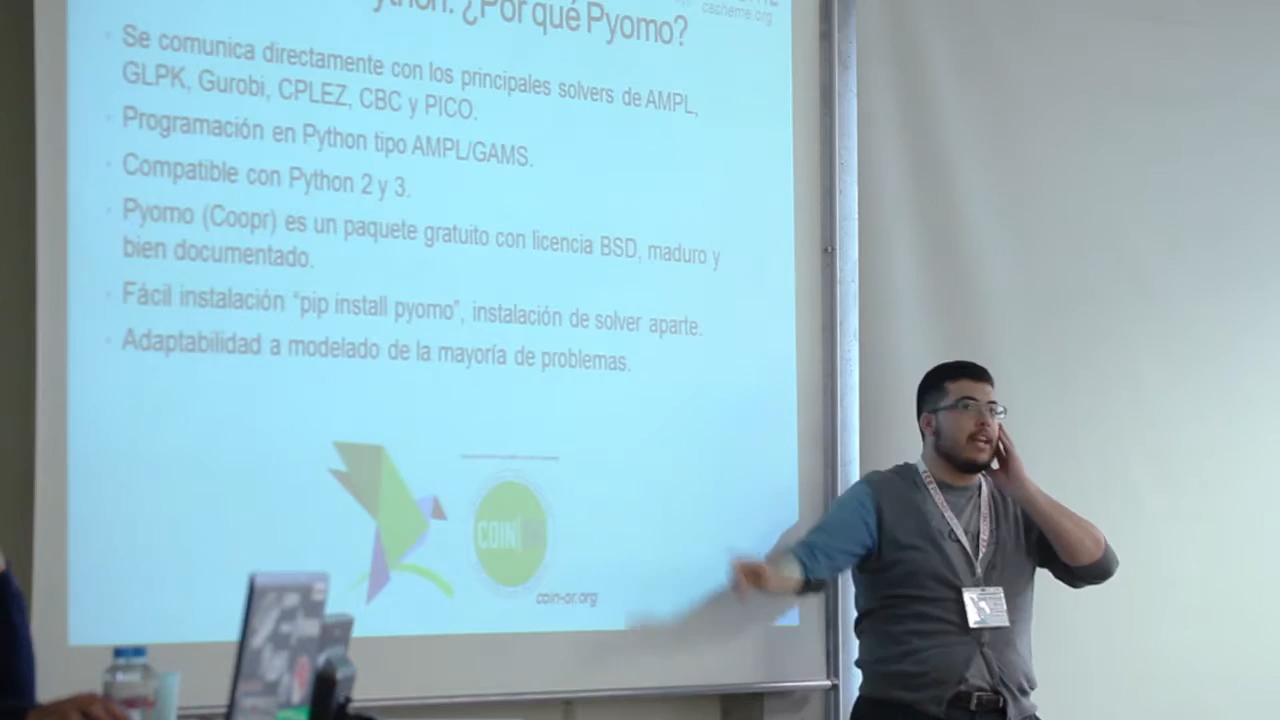 ython: ¿Por qué Pyomo?
cacheme.org
Se comunica directamente con los principales solvers de AMPL,
GLPK, Gurobi, CPLEZ, CBC y PICO.
Programación en Python tipo AMPL/GAMS.
Compatible con Python 2 y 3.
Pyomo (Coopr) es un paquete gratuito con licencia BSD, maduro y
bien documentado.
Fácil instalación “pip install pyomo”, instalación de solver aparte.
Adaptabilidad a modelado de la mayoría de problemas.
COIN
coin-or.org